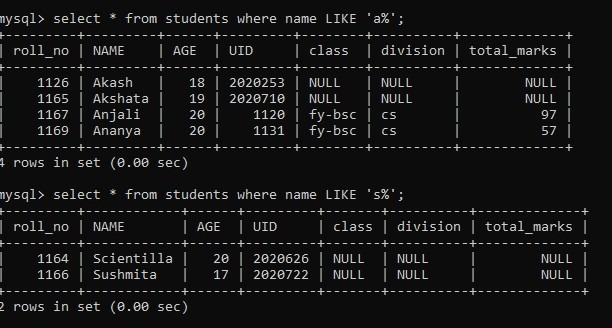 mysql> select * from students where name LIKE 'a%';
+---------+---------+------+---------+--------+----------+-------------+
| roll_no | NAME    | AGE  | UID     | class  | division | total_marks |
+---------+---------+------+---------+--------+----------+-------------+
|    1126 | Akash   |   18 | 2020253 | NULL   | NULL     |        NULL |
|    1165 | Akshata |   19 | 2020710 | NULL   | NULL     |        NULL |
|    1167 | Anjali  |   20 |    1120 | fy-bsc | cs       |          97 |
|    1169 | Ananya  |   20 |    1131 | fy-bsc | cs       |          57 |
+---------+---------+------+---------+--------+----------+-------------+
4 rows in set (0.00 sec)
mysql> select * from students where name LIKE 's%';
+---------+------------+------+---------+-------+----------+-------------+
| roll_no | NAME       | AGE  | UID     | class | division | total_marks |
+---------+------------+------+---------+-------+----------+-------------+
|    1164 | Scientilla |   20 | 2020626 | NULL  | NULL     |        NULL |
|    1166 | Sushmita   |   17 | 2020722 | NULL  | NULL     |        NULL |
+---------+------------+------+---------+-------+----------+-------------+
2 rows in set (0.00 sec)